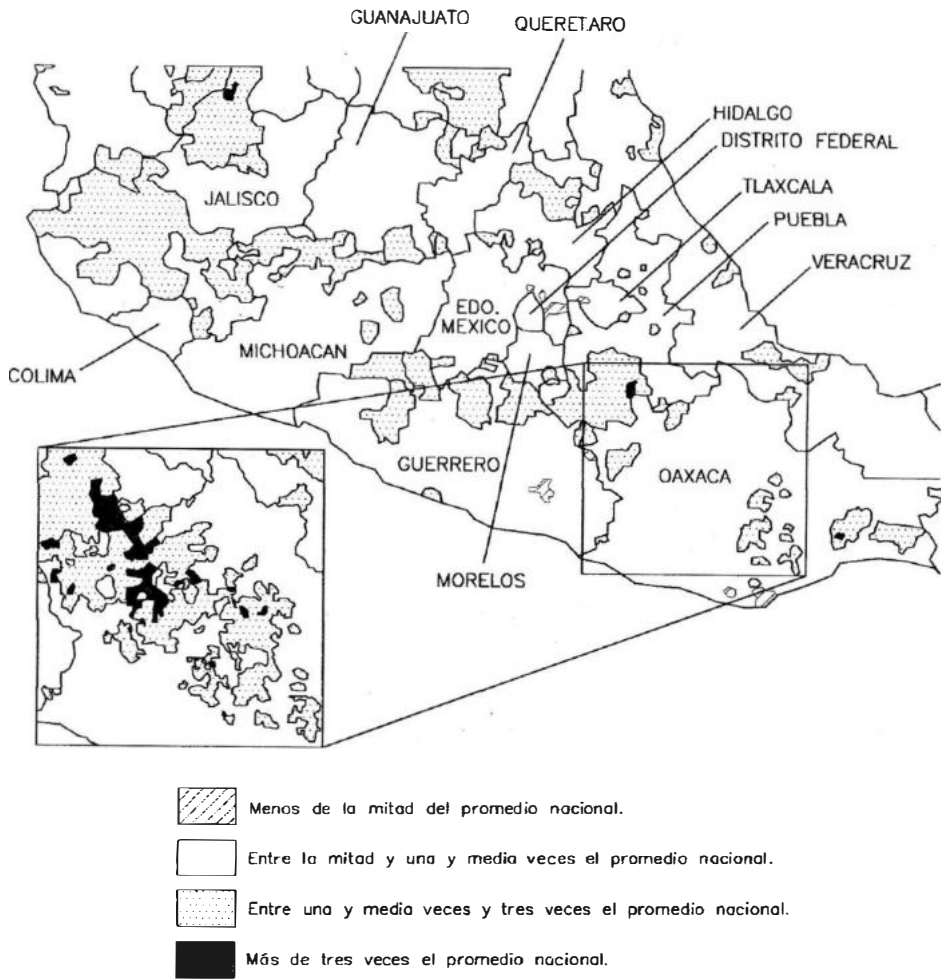 GUANAJUATO
QUERETARO
HIDALGO
DISTRITO FEDERAL
TLAXCALA
JALISCO
PUEBLA
VERACRUZ
EDO.
MEXICO
MICHOACAN
COLIMA
GUERRERO
OAXACA
MORELOS
Menos de la mitad del promedio nacional.
Entre la mitad y una y media veces el promedio nacional.
Entre una y media veces y tres veces el promedio nacional.
Más de tres veces el promedio nacional.